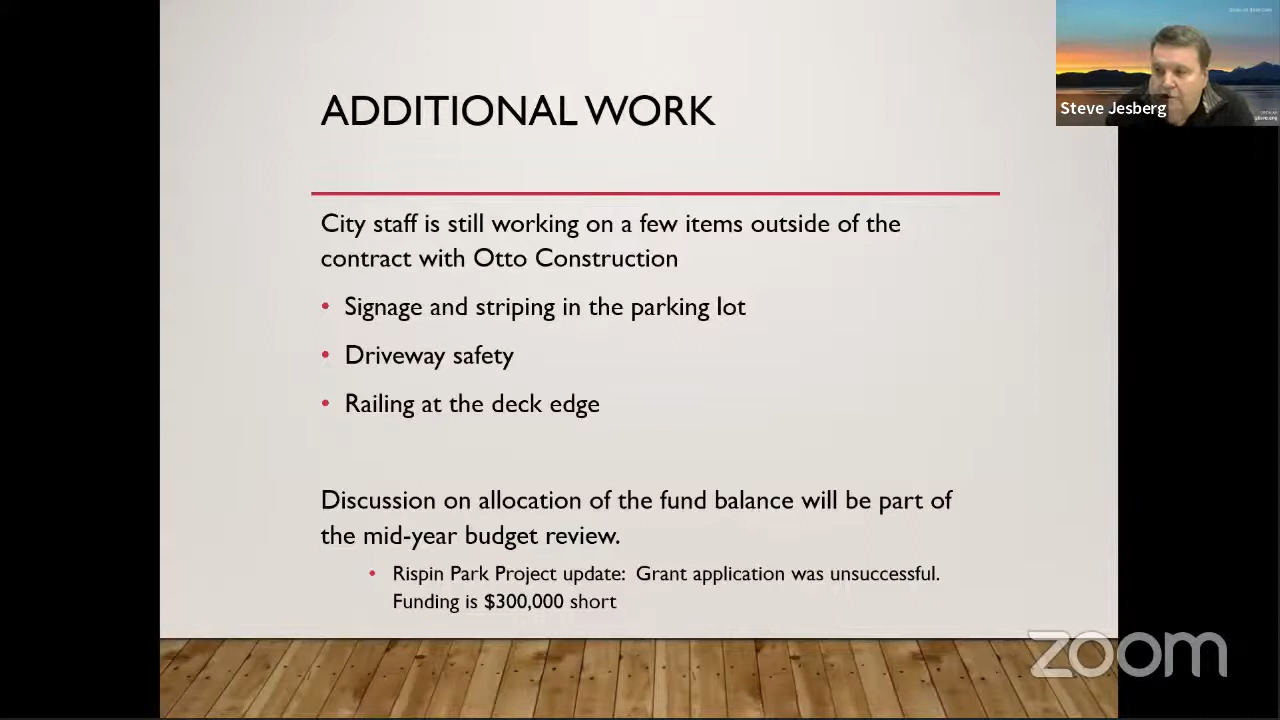 ADDITIONAL WORK
Steve Jesberg
City staff is still working on a few items outside of the
contract with Otto Construction
• Signage and striping in the parking lot
• Driveway safety
• Railing at the deck edge
Discussion on allocation of the fund balance will be part of
the mid-year budget review.
• Rispin Park Project update: Grant application was unsuccessful.
Funding is $300,000 short
zoom